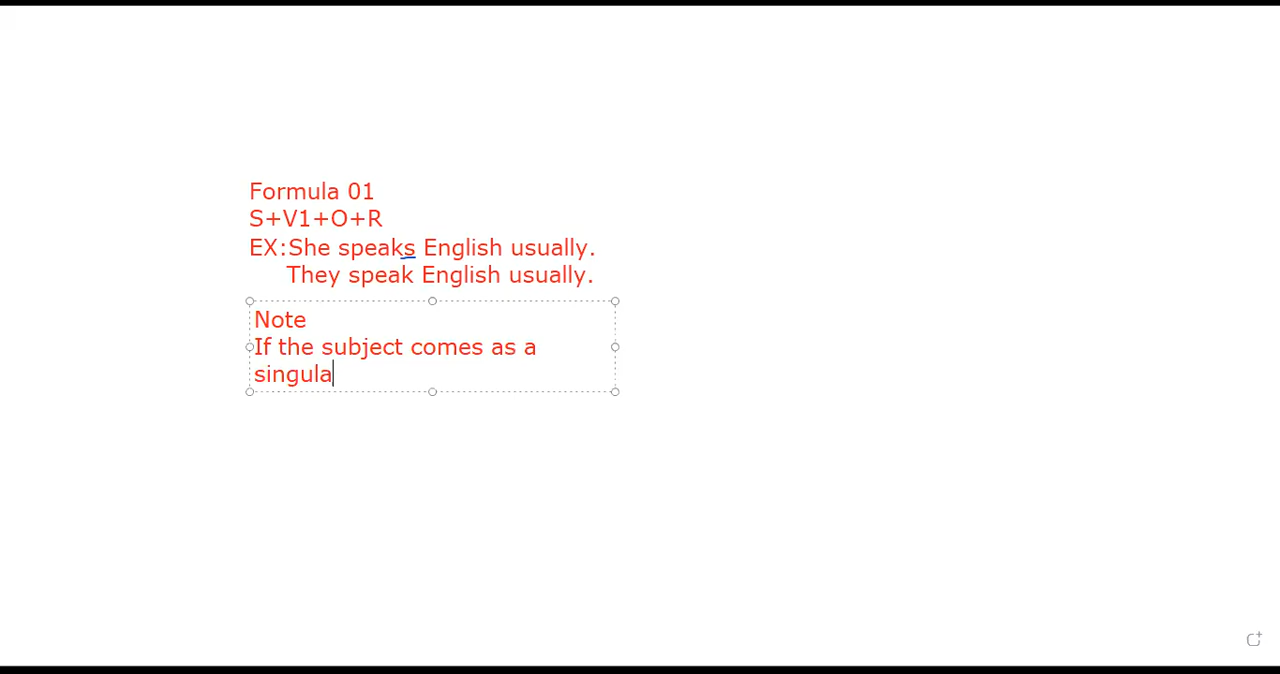 Formula 01
S+V1+O+R
EX:She speaks English usually.
They speak English usually.
Note
If the subject comes as a
singula